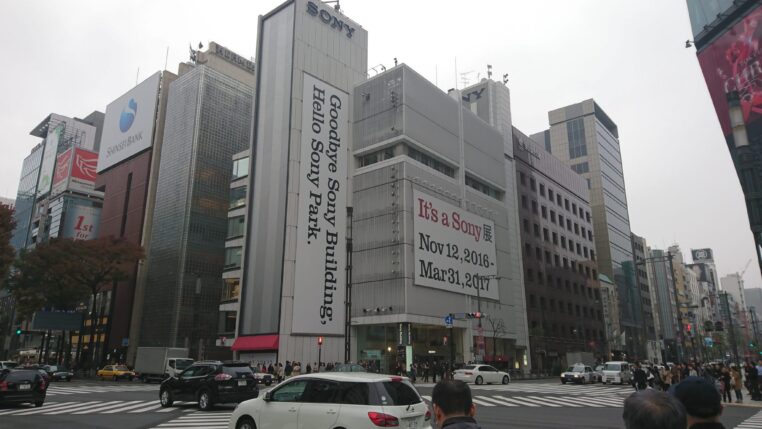 SONY
Goodbye Sony Building,
Hello Sony Park.
It's a Sony展
Nov 12, 2016-
Mar 31, 2017
SHINSEI BANK
1st for